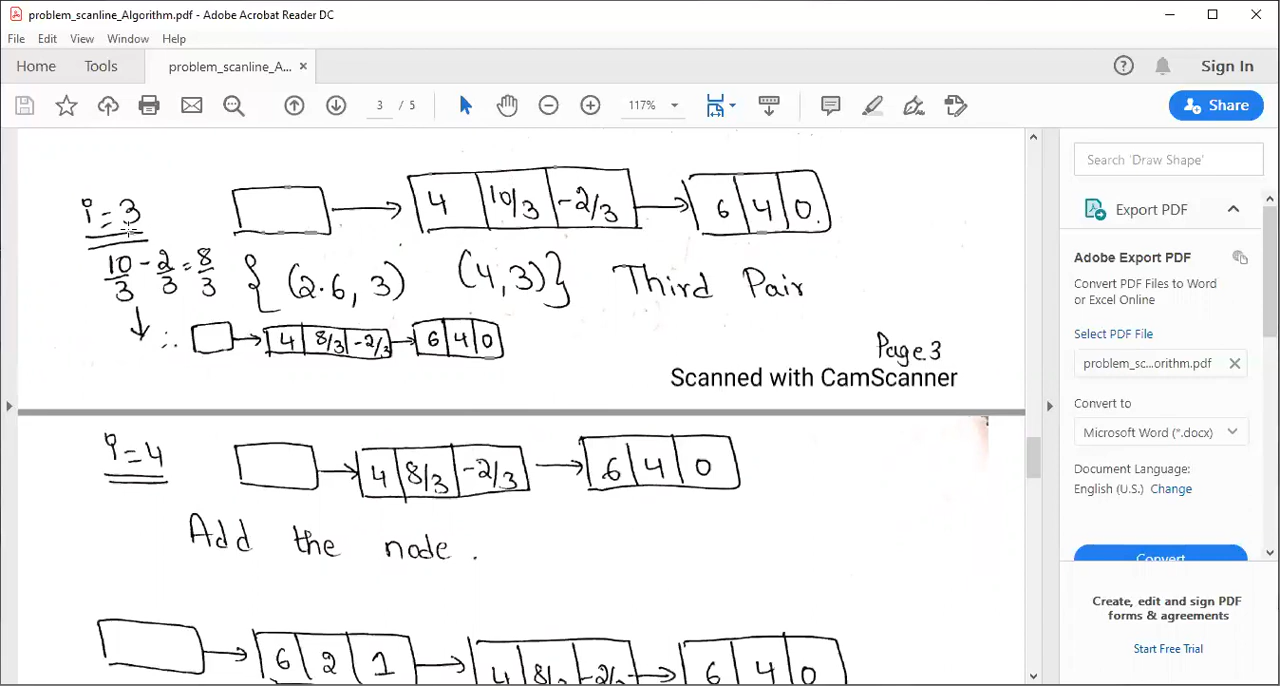 problem_scanline_Algorithm.pdf - Adobe Acrobat Reader DC
File Edit View Window Help
Home Tools problem_scanline_A... × Sign In
3 / 5 117% Share
i=3 4 10/3 -2/3 6 4 0
10/3 - 2/3 = 8/3 { (2.6, 3) (4, 3) } Third Pair
∴ 4 8/3 -2/3 6 4 0
Page.3
Scanned with CamScanner
i=4 4 8/3 -2/3 6 4 0
Add the node.
6 2 1 4 8/3 -2/3 6 4 0
Search 'Draw Shape'
Export PDF
Adobe Export PDF
Convert PDF Files to Word
or Excel Online
Select PDF File
problem_sc...orithm.pdf
Convert to
Microsoft Word (*.docx)
Document Language:
English (U.S.) Change
Convert
Create, edit and sign PDF
forms & agreements
Start Free Trial